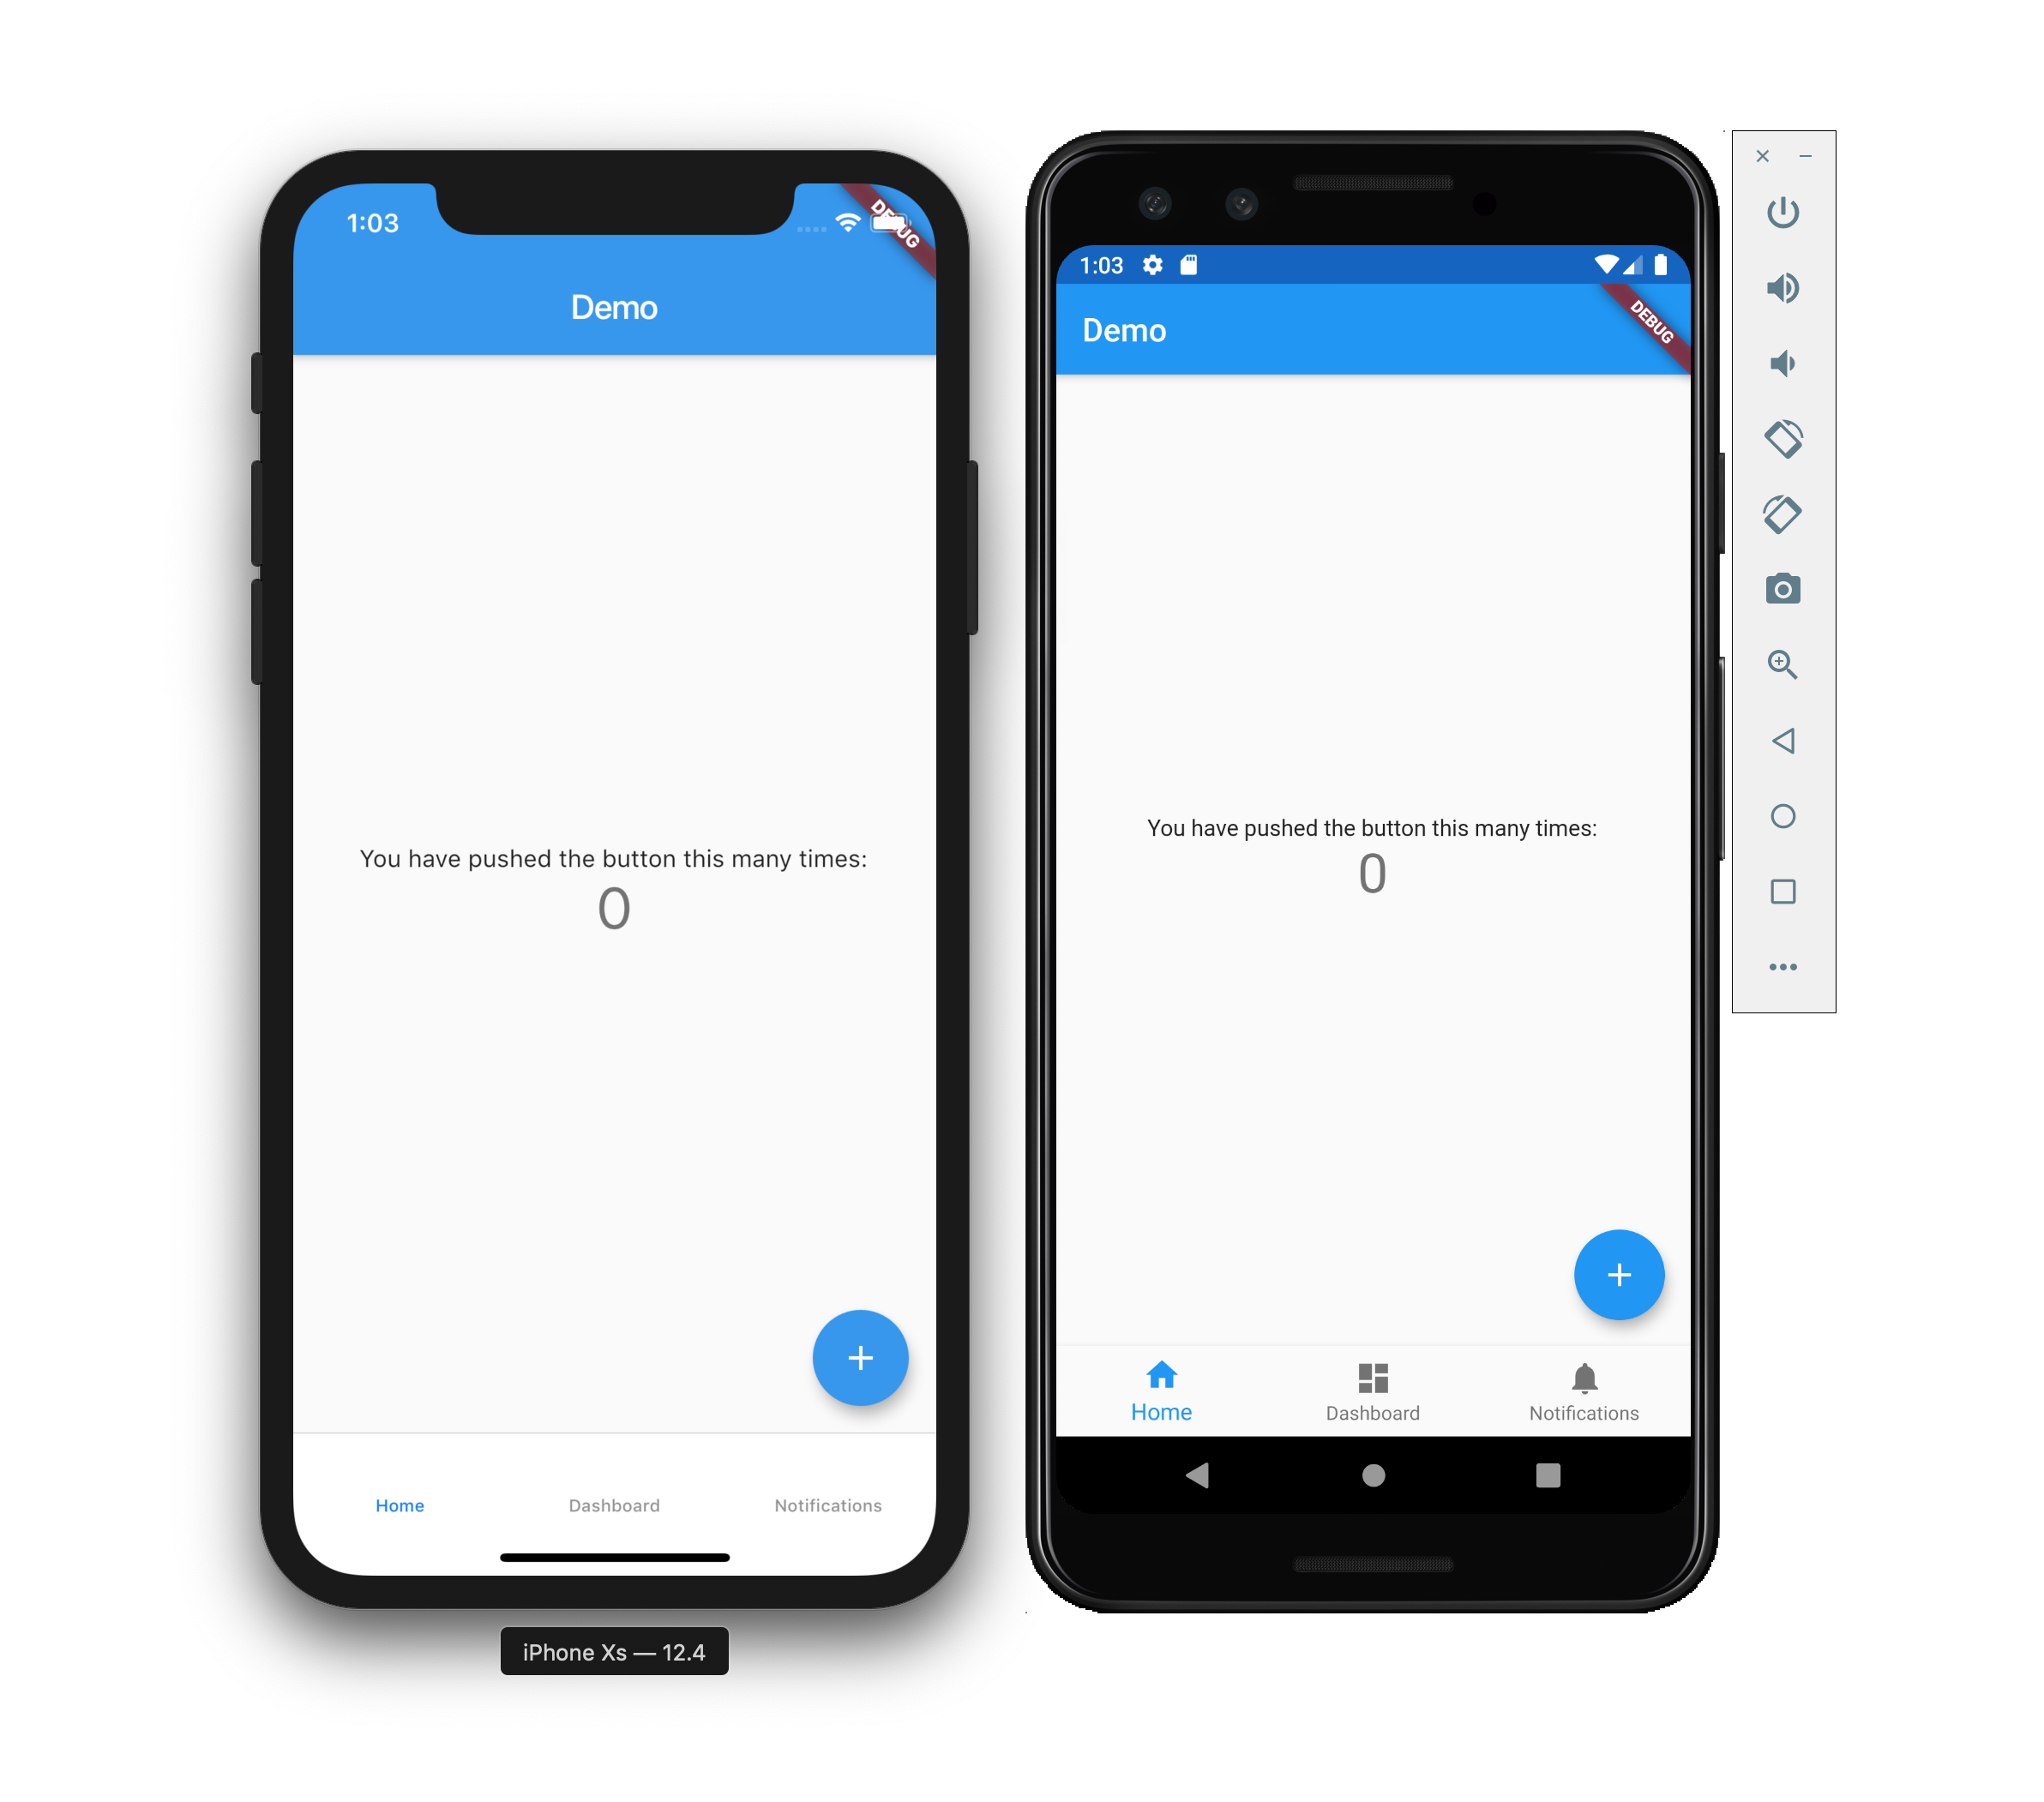 1:03
DEBUG
Demo
You have pushed the button this many times:
0
Home Dashboard Notifications
iPhone Xs — 12.4
1:03
DEBUG
Demo
You have pushed the button this many times:
0
Home Dashboard Notifications